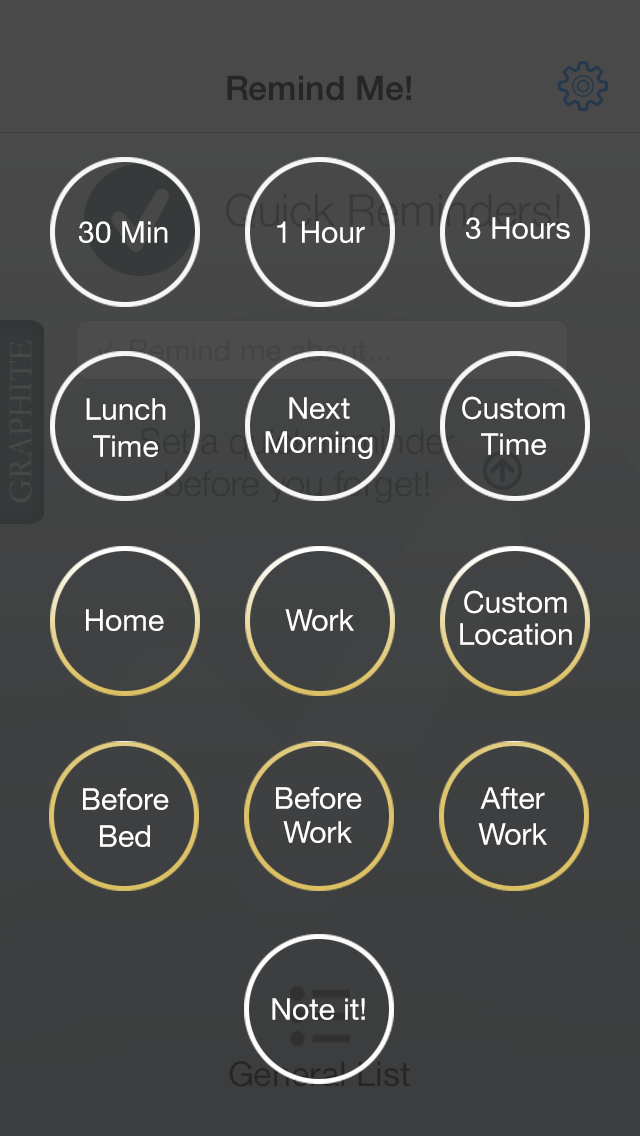 Remind Me!
Quick Reminders!
30 Min
1 Hour
3 Hours
GRAPHITE
✓ Remind me about...
Lunch
Time
Next
Morning
Custom
Time
Set a quick reminder
before you forget!
Home
Work
Custom
Location
Before
Bed
Before
Work
After
Work
Note it!
General List